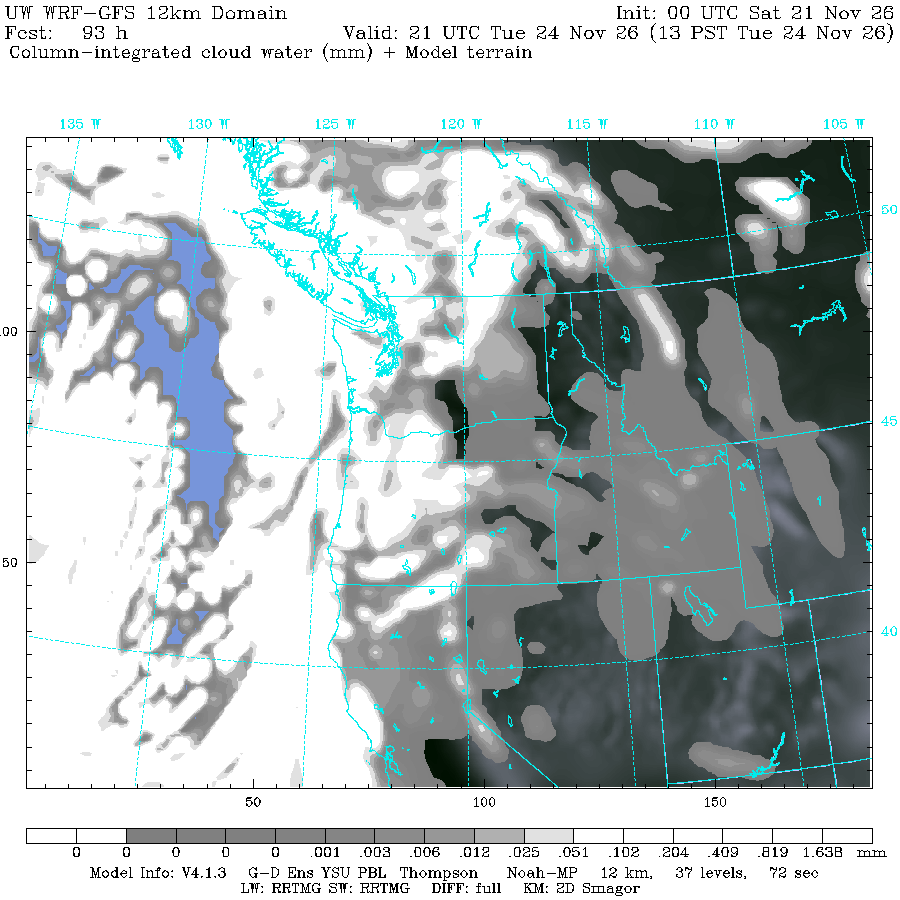 UW WRF-GFS 12km Domain Init: 00 UTC Sat 21 Nov 26
Fcst: 93 h Valid: 21 UTC Tue 24 Nov 26 (13 PST Tue 24 Nov 26)
Column-integrated cloud water (mm) + Model terrain
135 W 130 W 125 W 120 W 115 W 110 W 105 W
50
00
45
50
40
50 100 150
0 0 0 0 .001 .003 .006 .012 .025 .051 .102 .204 .409 .819 1.638 mm
Model Info: V4.1.3 G-D Ens YSU PBL Thompson Noah-MP 12 km, 37 levels, 72 sec
LW: RRTMG SW: RRTMG DIFF: full KM: 2D Smagor